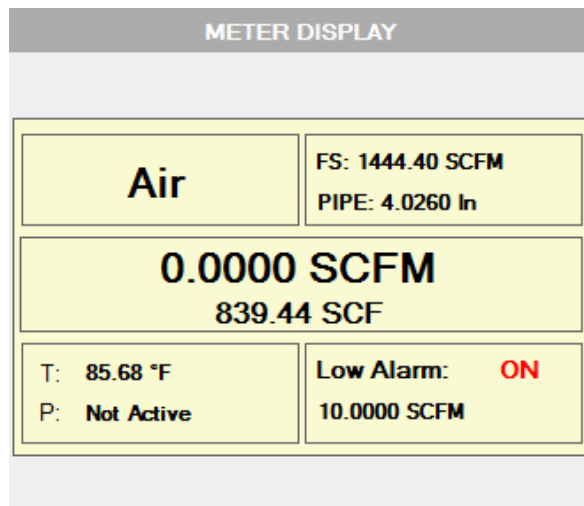 METER DISPLAY
Air
FS: 1444.40 SCFM
PIPE: 4.0260 In
0.0000 SCFM
839.44 SCF
T: 85.68 °F
P: Not Active
Low Alarm: ON
10.0000 SCFM